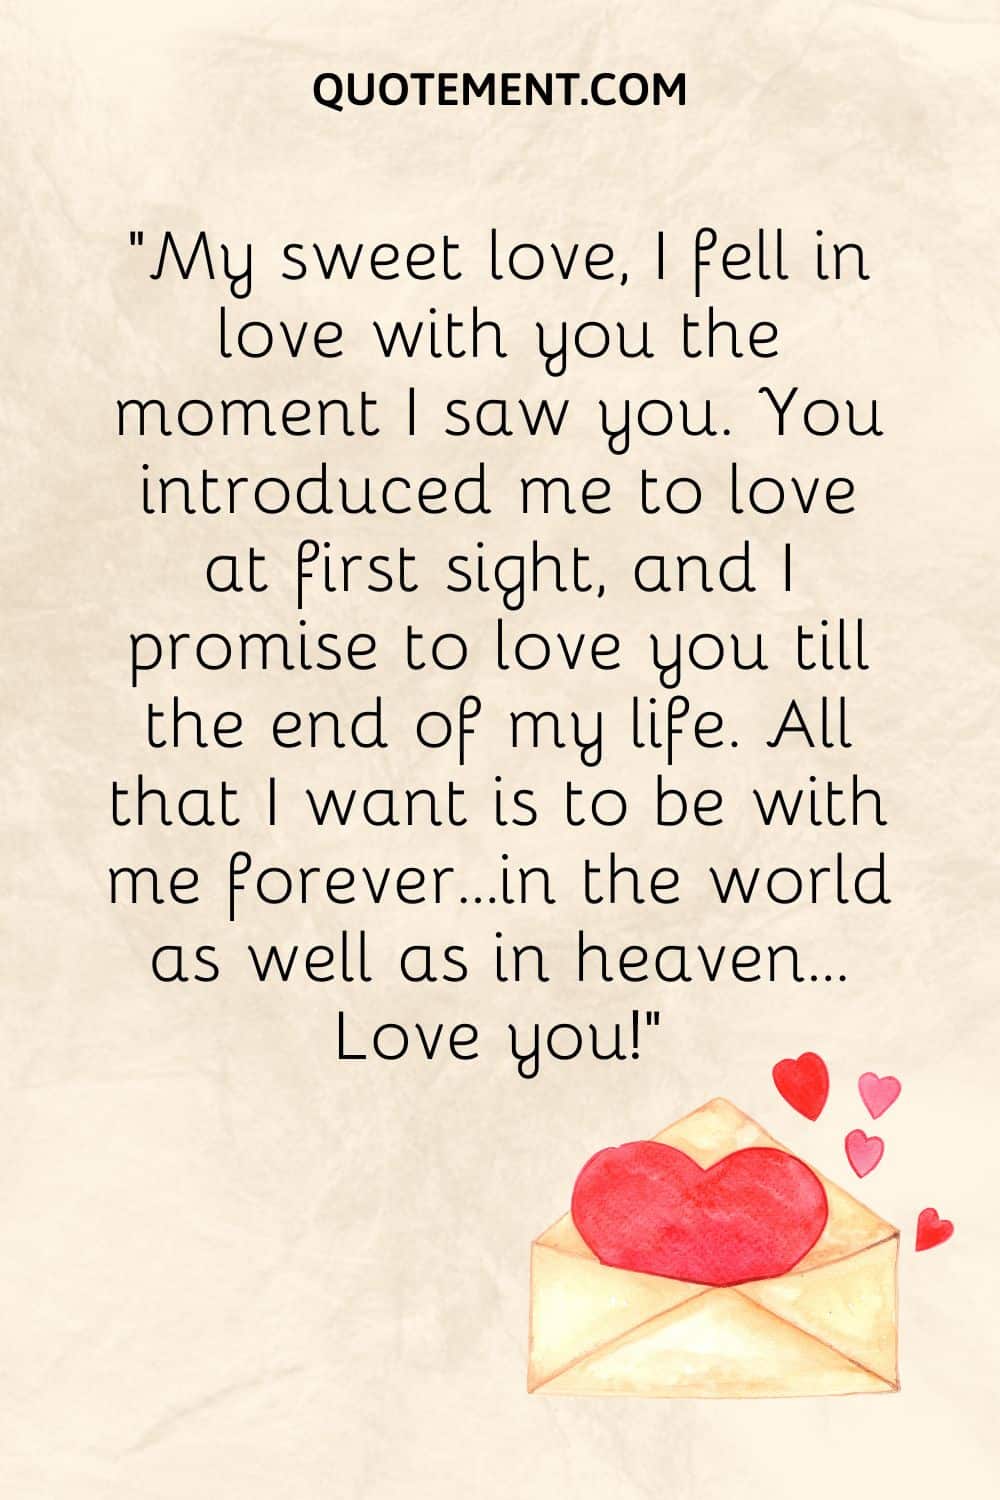 QUOTEMENT.COM
"My sweet love, I fell in
love with you the
moment I saw you. You
introduced me to love
at first sight, and I
promise to love you till
the end of my life. All
that I want is to be with
me forever...in the world
as well as in heaven...
Love you!"